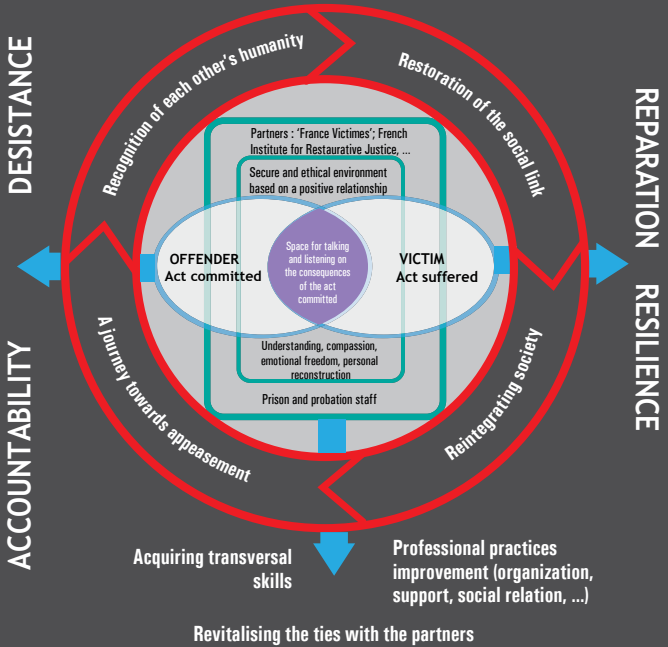 DESISTANCE
ACCOUNTABILITY
Recognition of each other's humanity
Restoration of the social link
REPARATION
RESILIENCE
Partners : 'France Victimes'; French
Institute for Restaurative Justice, ...
Secure and ethical environment
based on a positive relationship
OFFENDER
Act committed
Space for talking
and listening on
the consequences
of the act
committed
VICTIM
Act suffered
Understanding, compassion,
emotional freedom, personal
reconstruction
Prison and probation staff
A journey towards appeasement
Reintegrating society
Acquiring transversal
skills
Professional practices
improvement (organization,
support, social relation, ...)
Revitalising the ties with the partners